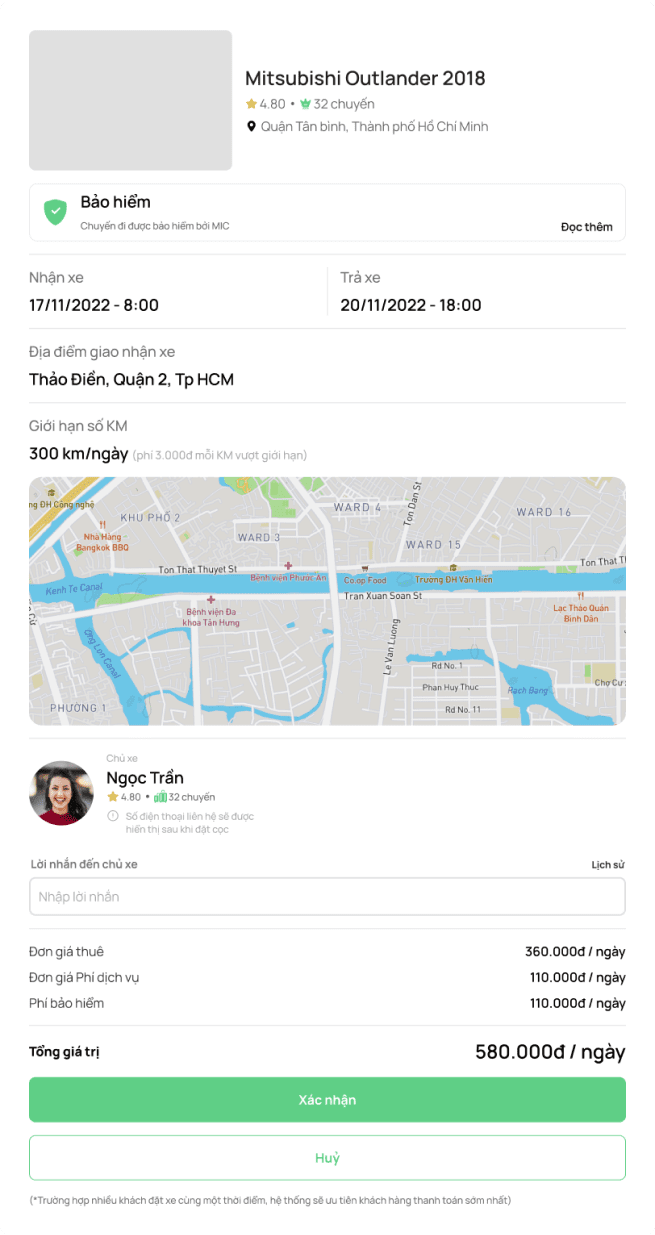 Mitsubishi Outlander 2018
4.80 • 32 chuyến
Quận Tân bình, Thành phố Hồ Chí Minh
Bảo hiểm
Chuyến đi được bảo hiểm bởi MIC
Đọc thêm
Nhận xe
Trả xe
17/11/2022 - 8:00
20/11/2022 - 18:00
Địa điểm giao nhận xe
Thảo Điền, Quận 2, Tp HCM
Giới hạn số KM
300 km/ngày (phí 3.000đ mỗi KM vượt giới hạn)
ng ĐH Công nghệ
KHU PHỐ 2
WARD 4
Ton Dan St
WARD 16
Nhà Hàng
Bangkok BBQ
WARD 3
WARD 15
Ton That Thuyet St
Ton That T
Bệnh viện Phước An
Co.op Food
Trường ĐH Văn Hiến
Kenh Te Canal
Tran Xuan Soan St
Bệnh viện Đa
khoa Tân Hưng
Lạc Thảo Quán
Bình Dân
Ong Lon Canal
Le Van Luong
Rd No. 1
Phan Huy Thuc
Rach Bang
Chợ Cư
PHƯỜNG 1
Rd No. 11
Chủ xe
Ngọc Trần
4.80 • 32 chuyến
Số điện thoại liên hệ sẽ được
hiển thị sau khi đặt cọc
Lời nhắn đến chủ xe
Lịch sử
Nhập lời nhắn
Đơn giá thuê
360.000đ / ngày
Đơn giá Phí dịch vụ
110.000đ / ngày
Phí bảo hiểm
110.000đ / ngày
Tổng giá trị
580.000đ / ngày
Xác nhận
Huỷ
(*Trường hợp nhiều khách đặt xe cùng một thời điểm, hệ thống sẽ ưu tiên khách hàng thanh toán sớm nhất)